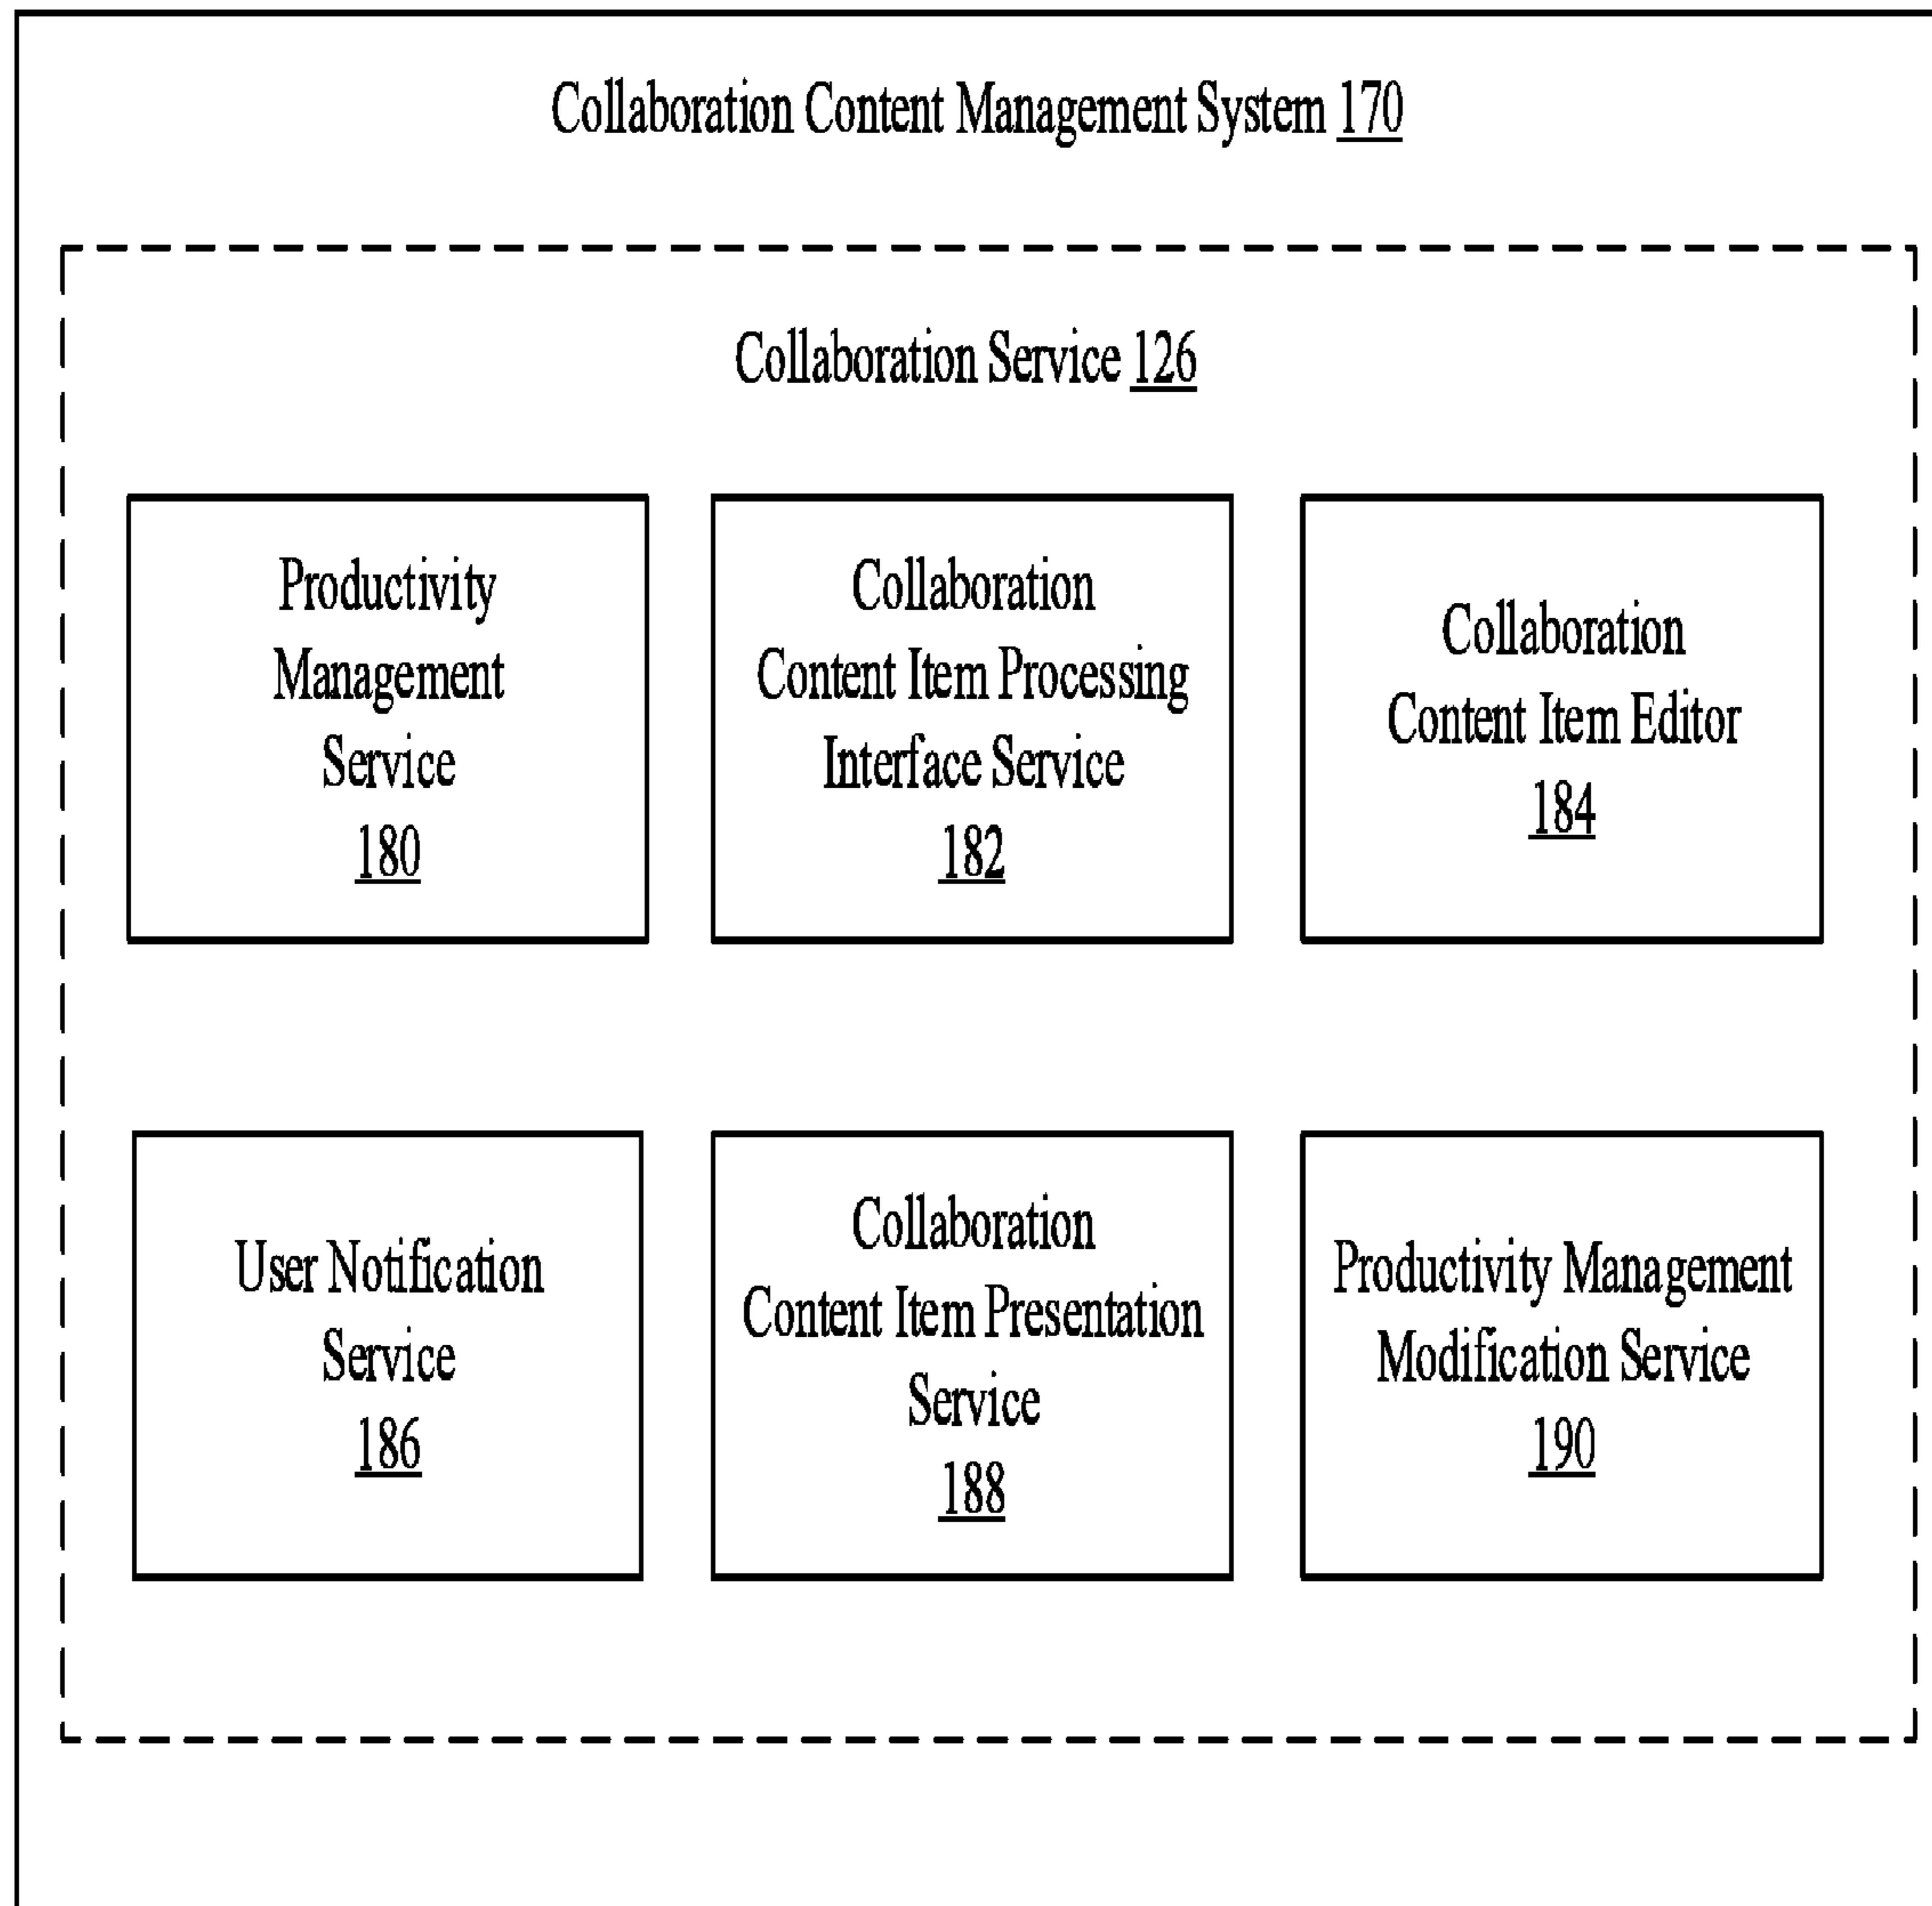 Collaboration Content Management System 170
Collaboration Service 126
Productivity
Management
Service
180
Collaboration
Content Item Processing
Interface Service
182
Collaboration
Content Item Editor
184
User Notification
Service
186
Collaboration
Content Item Presentation
Service
188
Productivity Management
Modification Service
190